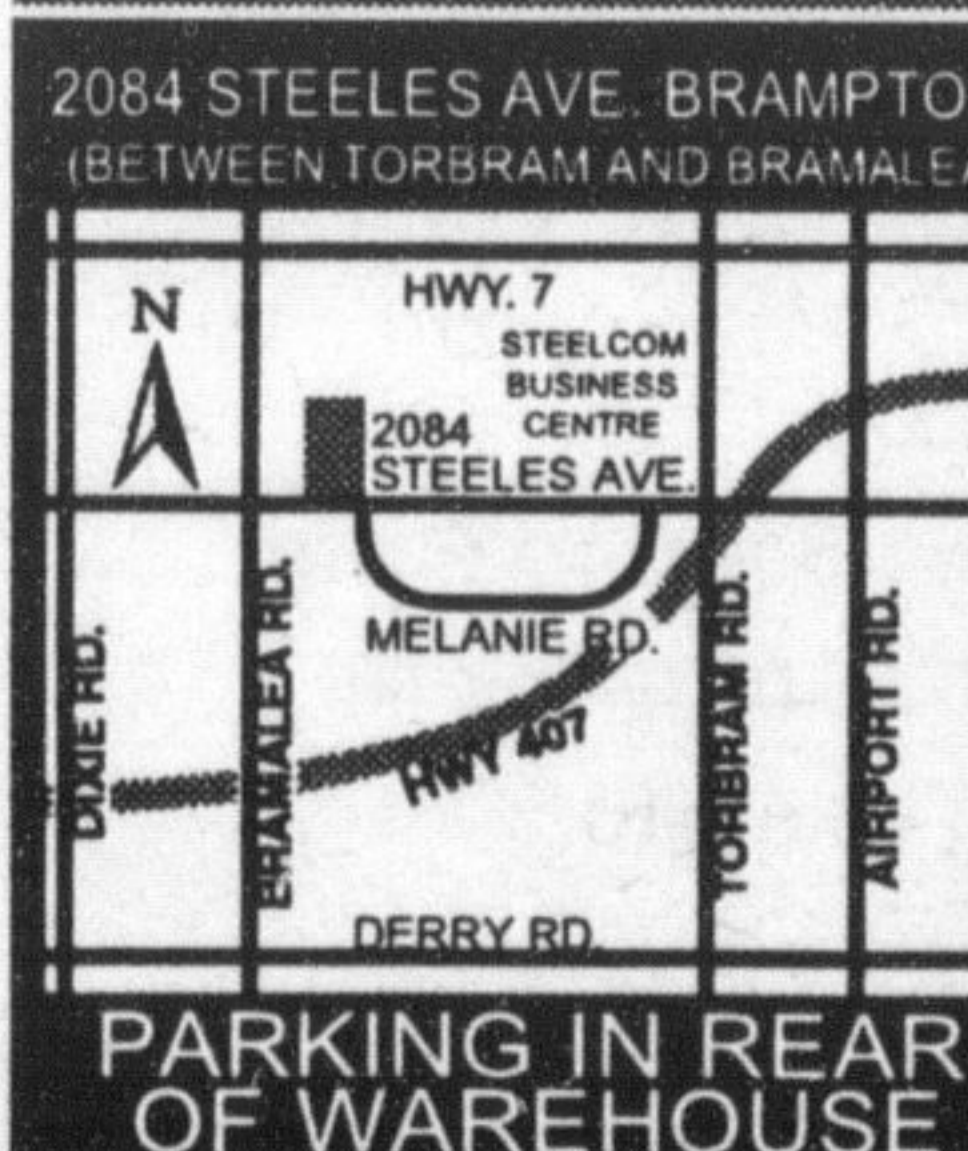 2084 STEELES AVE. BRAMPTO
(BETWEEN TORBRAM AND BRAMALEA
HWY. 7
N
STEELCOM
BUSINESS
CENTRE
2084
STEELES AVE.
MELANIE RD.
DIXIE RD.
BRAMALEA RD.
TORBRAM RD.
AIRPORT RD.
HWY 407
DERRY RD.
PARKING IN REAR
OF WAREHOUSE